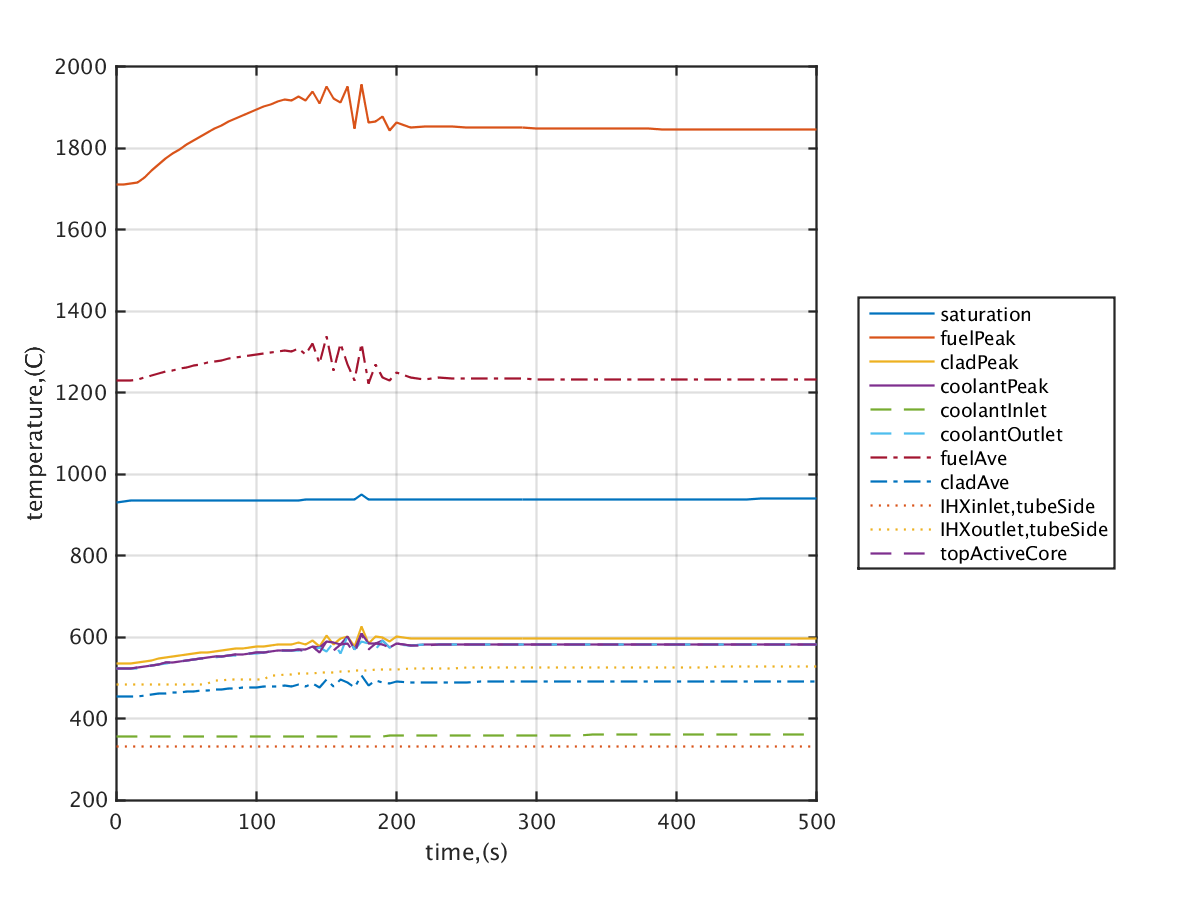 2000
1800
1600
1400
1200
1000
800
600
400
200
temperature,(C)
0 100 200 300 400 500
time,(s)
saturation
fuelPeak
cladPeak
coolantPeak
coolantInlet
coolantOutlet
fuelAve
cladAve
IHXinlet,tubeSide
IHXoutlet,tubeSide
topActiveCore